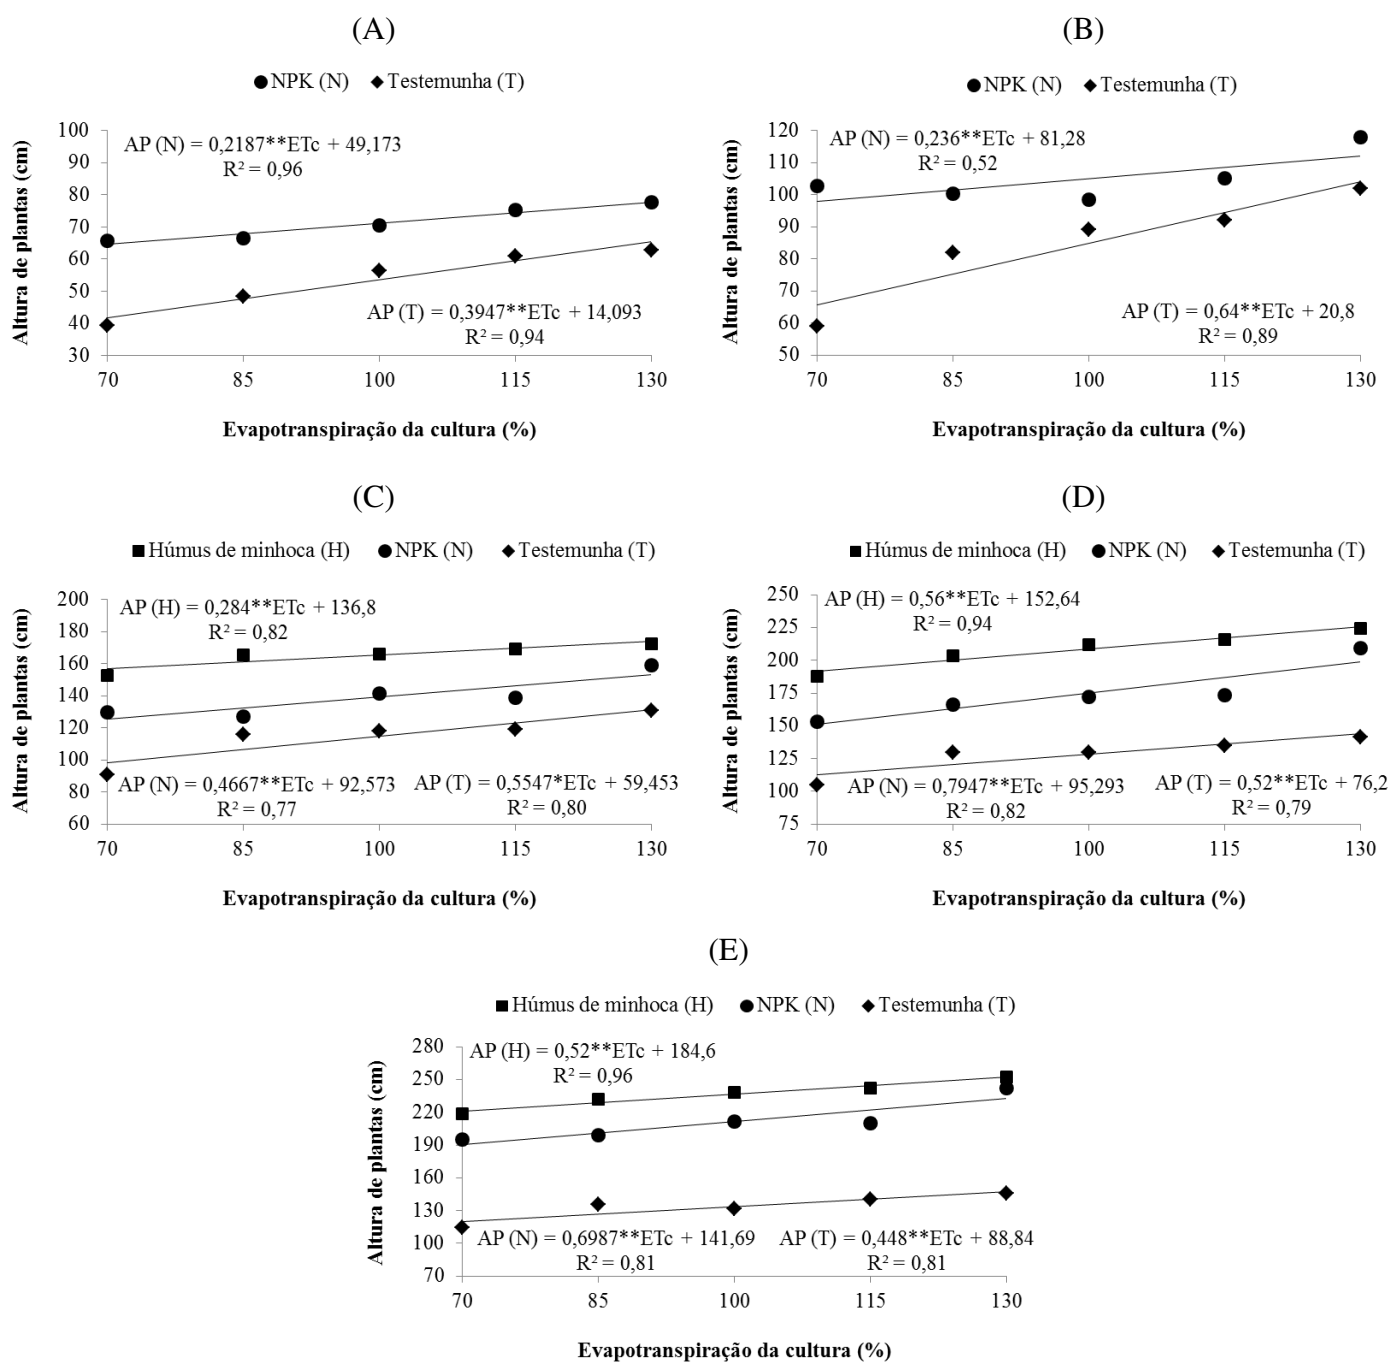 (A)
NPK (N) Testemunha (T)
Altura de plantas (cm)
100
90
80
70
60
50
40
30
AP (N) = 0,2187**ETc + 49,173
R² = 0,96
AP (T) = 0,3947**ETc + 14,093
R² = 0,94
70 85 100 115 130
Evapotranspiração da cultura (%)
(B)
NPK (N) Testemunha (T)
Altura de plantas (cm)
120
110
100
90
80
70
60
50
AP (N) = 0,236**ETc + 81,28
R² = 0,52
AP (T) = 0,64**ETc + 20,8
R² = 0,89
70 85 100 115 130
Evapotranspiração da cultura (%)
(C)
Húmus de minhoca (H) NPK (N) Testemunha (T)
Altura de plantas (cm)
200
180
160
140
120
100
80
60
AP (H) = 0,284**ETc + 136,8
R² = 0,82
AP (N) = 0,4667**ETc + 92,573
R² = 0,77
AP (T) = 0,5547*ETc + 59,453
R² = 0,80
70 85 100 115 130
Evapotranspiração da cultura (%)
(D)
Húmus de minhoca (H) NPK (N) Testemunha (T)
Altura de plantas (cm)
250
225
200
175
150
125
100
75
AP (H) = 0,56**ETc + 152,64
R² = 0,94
AP (N) = 0,7947**ETc + 95,293
R² = 0,82
AP (T) = 0,52**ETc + 76,2
R² = 0,79
70 85 100 115 130
Evapotranspiração da cultura (%)
(E)
Húmus de minhoca (H) NPK (N) Testemunha (T)
Altura de plantas (cm)
280
250
220
190
160
130
100
70
AP (H) = 0,52**ETc + 184,6
R² = 0,96
AP (N) = 0,6987**ETc + 141,69
R² = 0,81
AP (T) = 0,448**ETc + 88,84
R² = 0,81
70 85 100 115 130
Evapotranspiração da cultura (%)